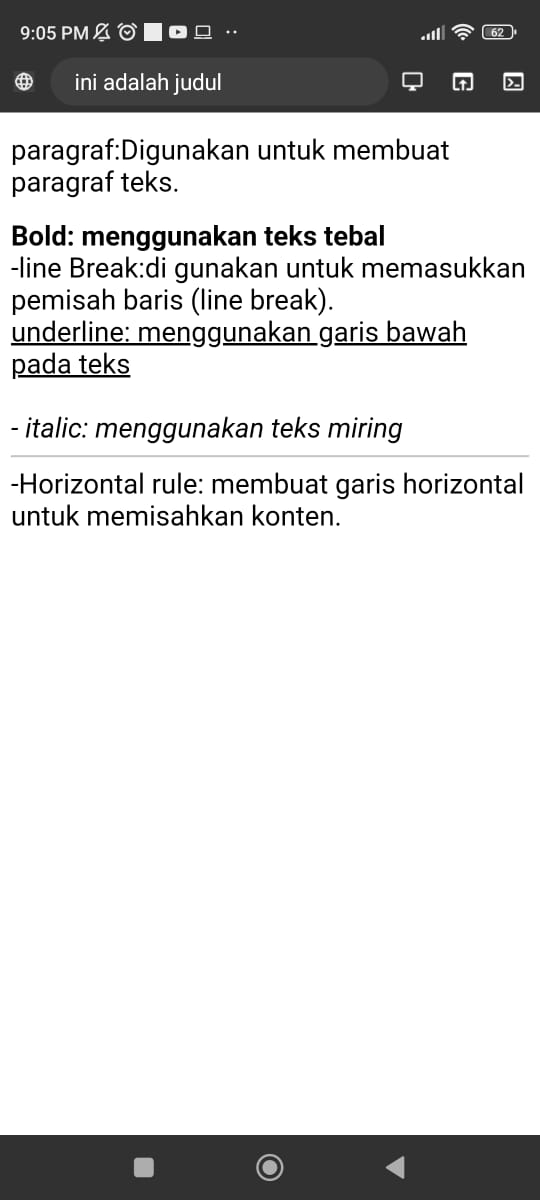 9:05 PM
62
ini adalah judul
paragraf:Digunakan untuk membuat
paragraf teks.
Bold: menggunakan teks tebal
-line Break:di gunakan untuk memasukkan
pemisah baris (line break).
underline: menggunakan garis bawah
pada teks
- italic: menggunakan teks miring
-Horizontal rule: membuat garis horizontal
untuk memisahkan konten.